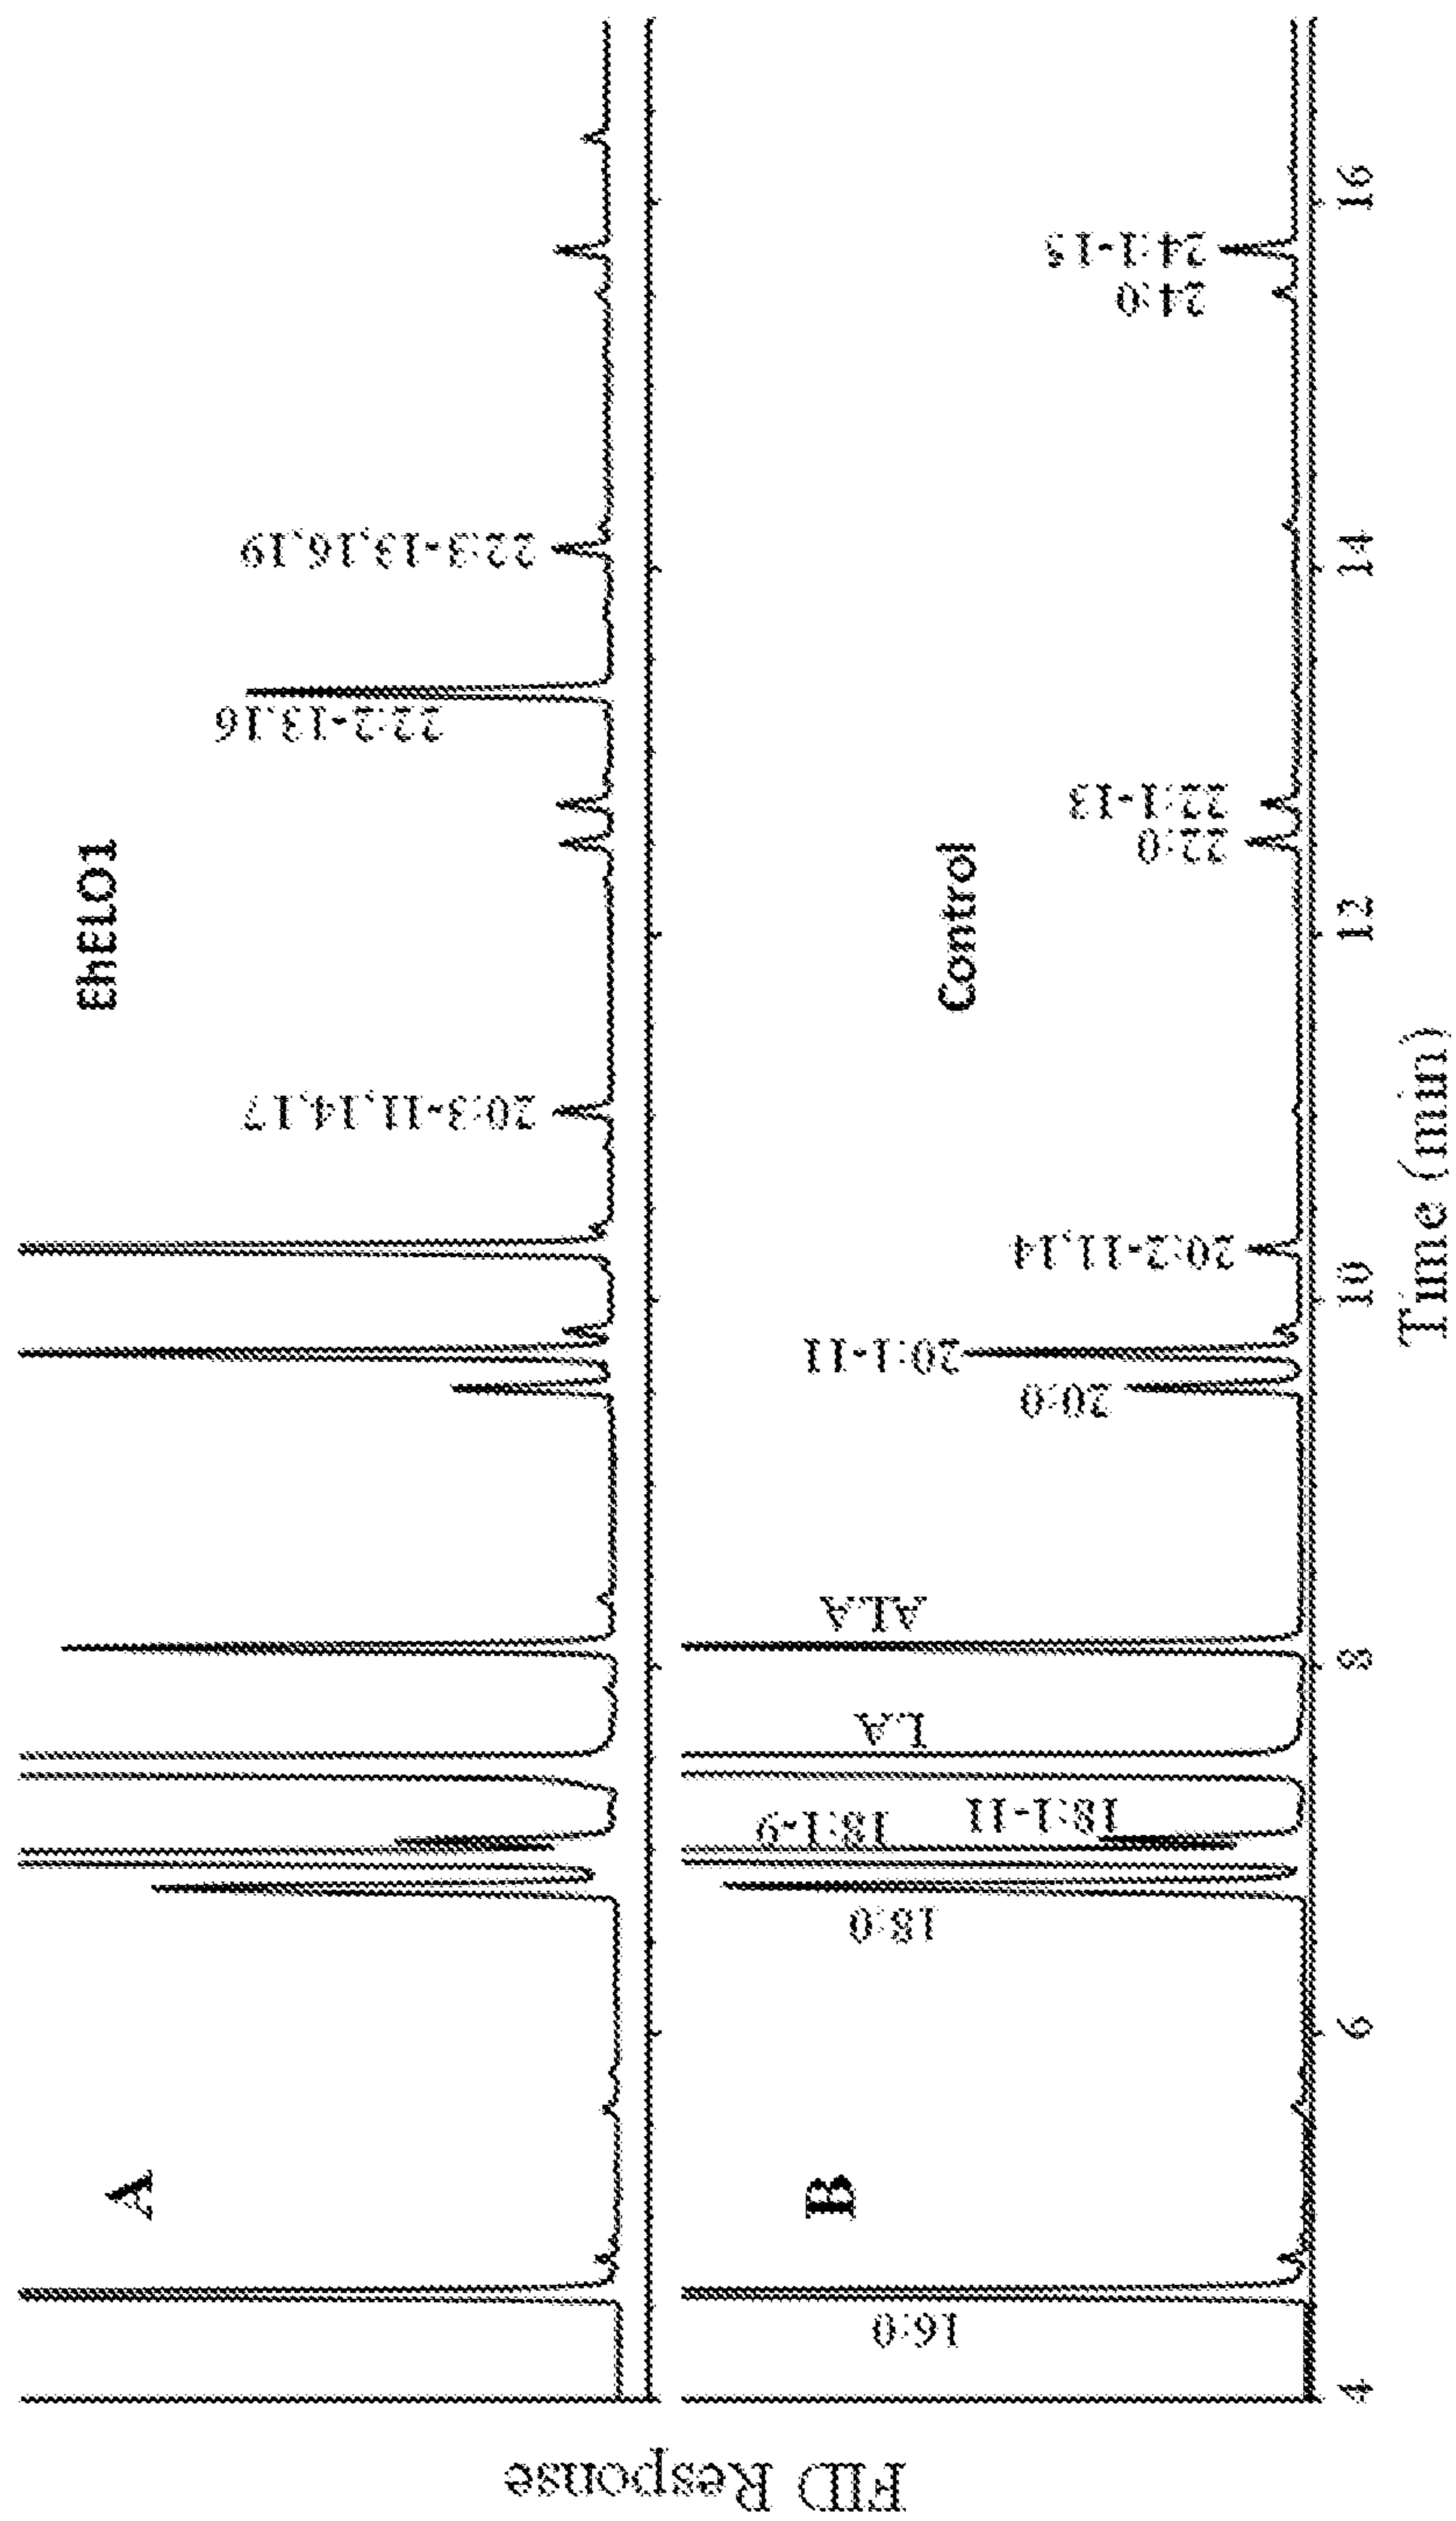 FID Response
A
EhELO1
20:3-11,14,17
22:2-13,16
22:3-13,16,19
B
Control
16:0
18:0
18:1-9
18:1-11
LA
ALA
20:0
20:1-11
20:2-11,14
22:0
22:1-13
24:0
24:1-15
4
6
8
10
12
14
16
Time (min)